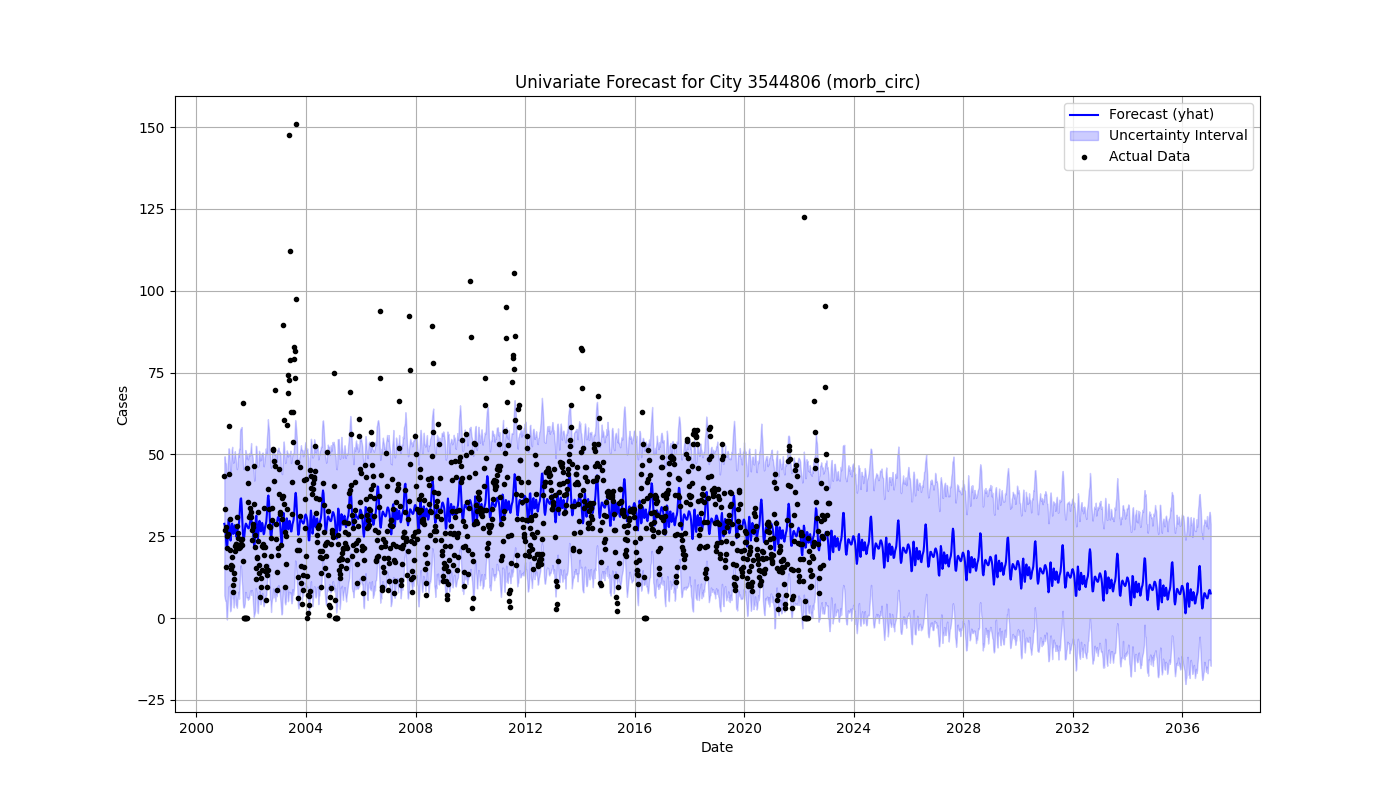 Univariate Forecast for City 3544806 (morb_circ)
Forecast (yhat)
Uncertainty Interval
Actual Data
150
125
100
75
50
25
0
−25
Cases
2000 2004 2008 2012 2016 2020 2024 2028 2032 2036
Date